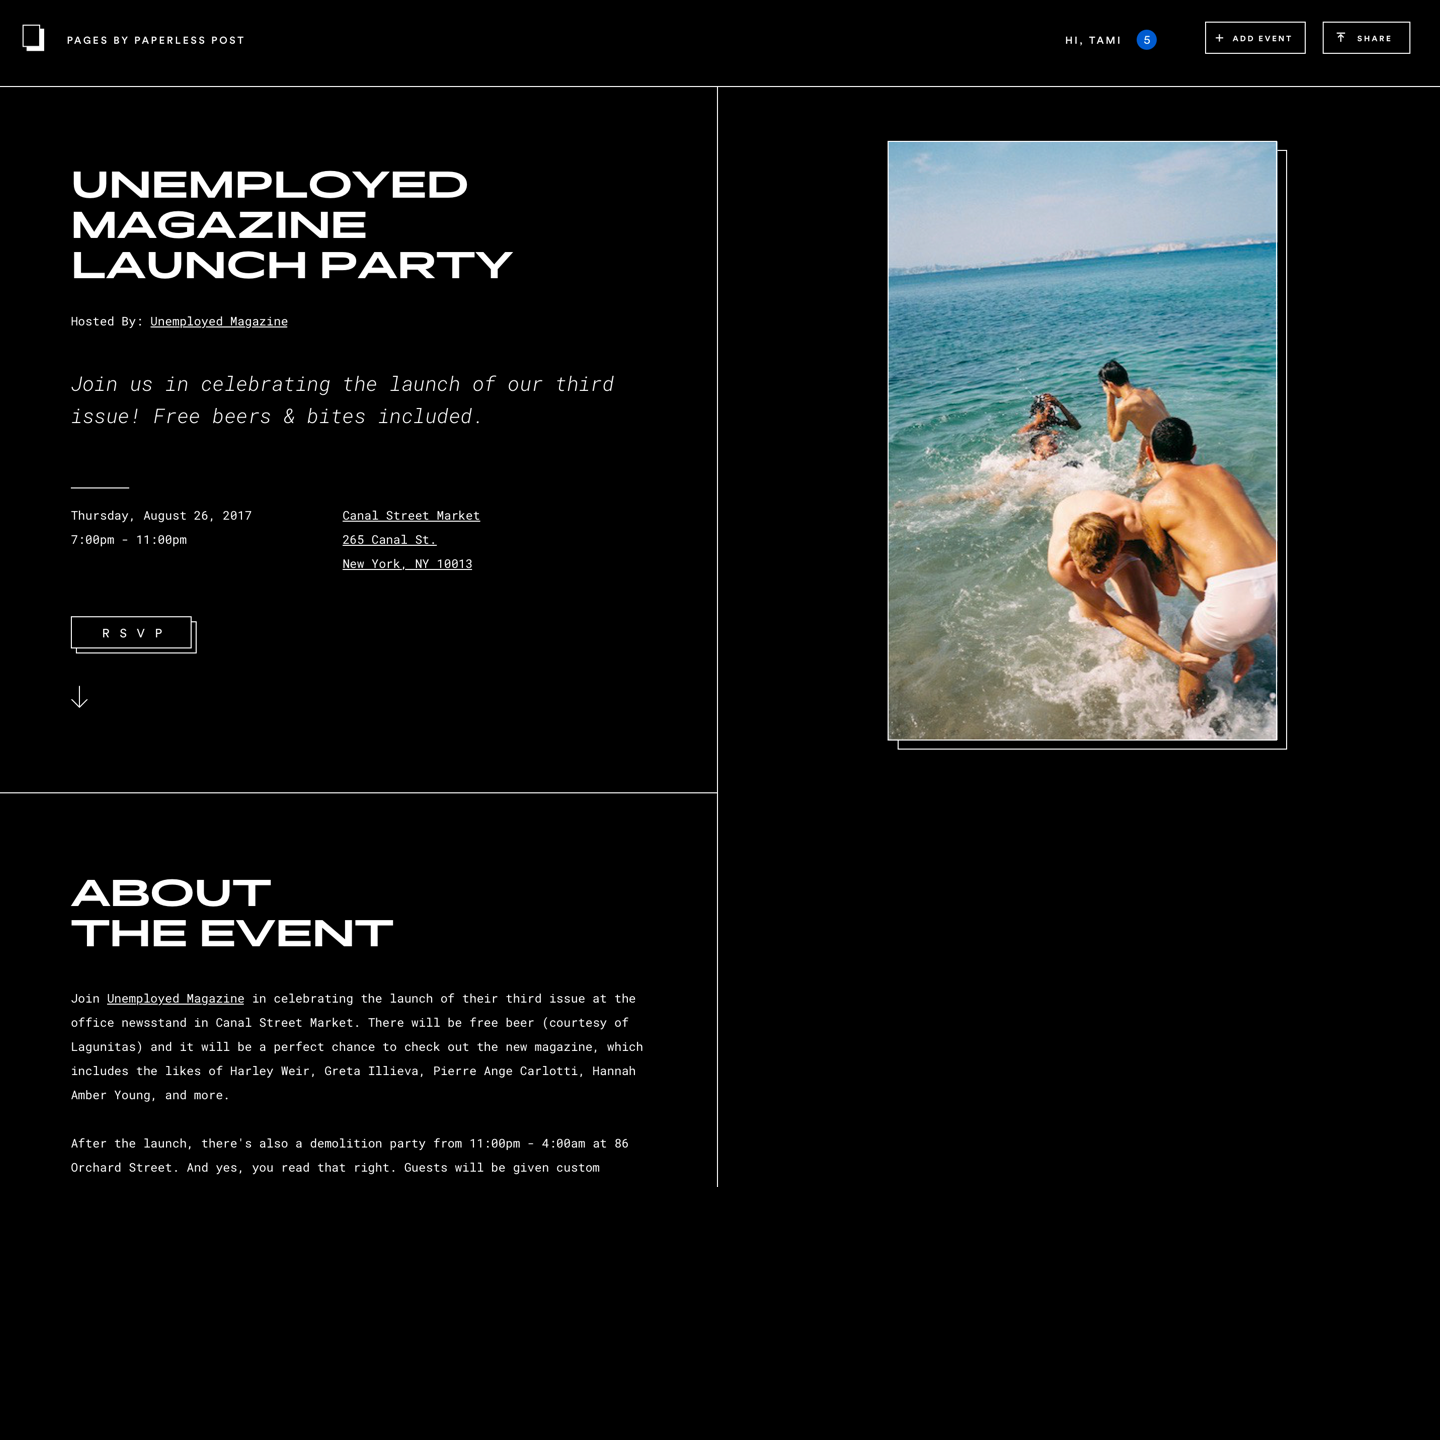 PAGES BY PAPERLESS POST
HI, TAMI 5
+ ADD EVENT
SHARE
UNEMPLOYED
MAGAZINE
LAUNCH PARTY
Hosted By: Unemployed Magazine
Join us in celebrating the launch of our third
issue! Free beers & bites included.
Thursday, August 26, 2017
7:00pm - 11:00pm
Canal Street Market
265 Canal St.
New York, NY 10013
RSVP
ABOUT
THE EVENT
Join Unemployed Magazine in celebrating the launch of their third issue at the
office newsstand in Canal Street Market. There will be free beer (courtesy of
Lagunitas) and it will be a perfect chance to check out the new magazine, which
includes the likes of Harley Weir, Greta Illieva, Pierre Ange Carlotti, Hannah
Amber Young, and more.
After the launch, there's also a demolition party from 11:00pm - 4:00am at 86
Orchard Street. And yes, you read that right. Guests will be given custom